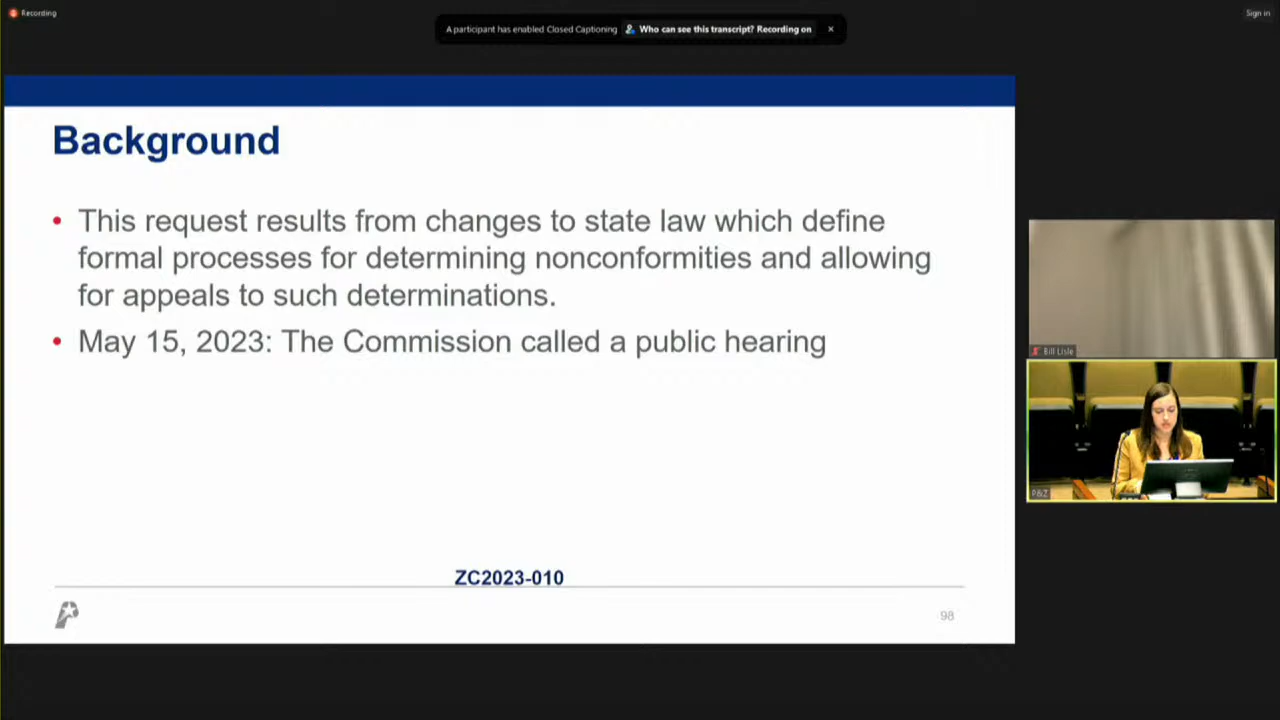 Recording
Sign in
A participant has enabled Closed Captioning Who can see this transcript? Recording on
Background
• This request results from changes to state law which define
formal processes for determining nonconformities and allowing
for appeals to such determinations.
• May 15, 2023: The Commission called a public hearing
Bill Lisle
P&Z
ZC2023-010
98